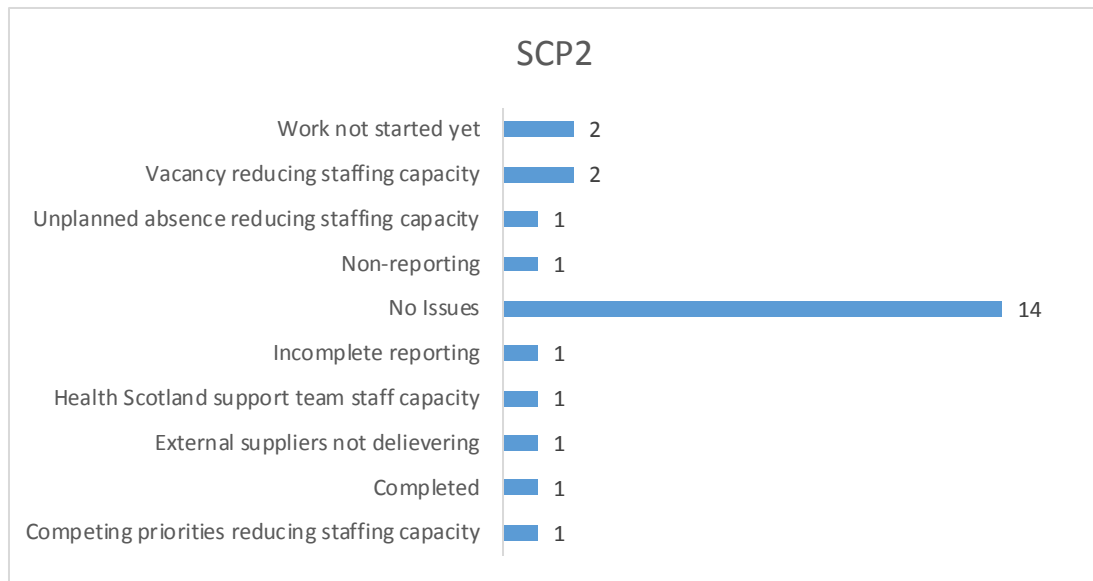 SCP2
Work not started yet 2
Vacancy reducing staffing capacity 2
Unplanned absence reducing staffing capacity 1
Non-reporting 1
No Issues 14
Incomplete reporting 1
Health Scotland support team staff capacity 1
External suppliers not delievering 1
Completed 1
Competing priorities reducing staffing capacity 1